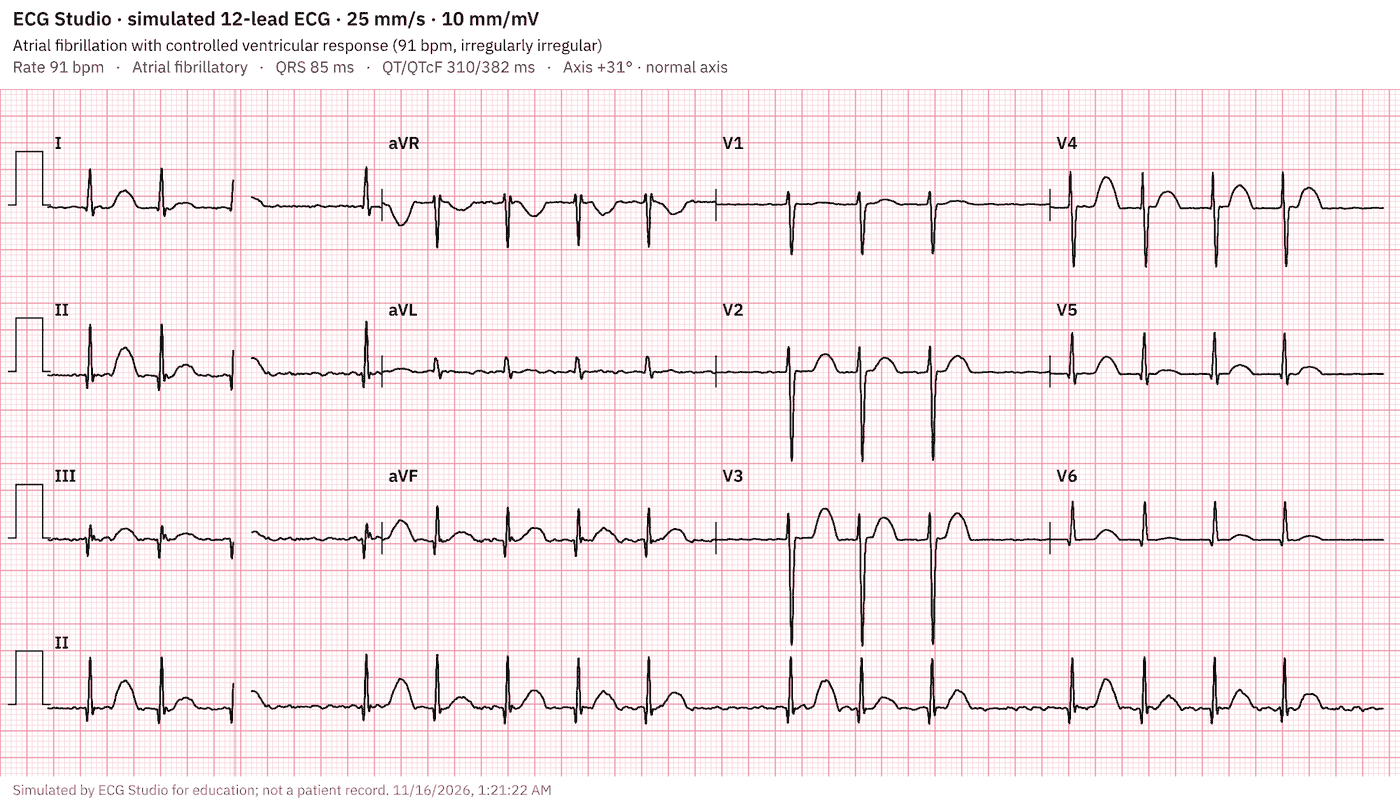 ECG Studio · simulated 12-lead ECG · 25 mm/s · 10 mm/mV
Atrial fibrillation with controlled ventricular response (91 bpm, irregularly irregular)
Rate 91 bpm · Atrial fibrillatory · QRS 85 ms · QT/QTcF 310/382 ms · Axis +31° · normal axis
I aVR V1 V4
II aVL V2 V5
III aVF V3 V6
II
Simulated by ECG Studio for education; not a patient record. 11/16/2026, 1:21:22 AM